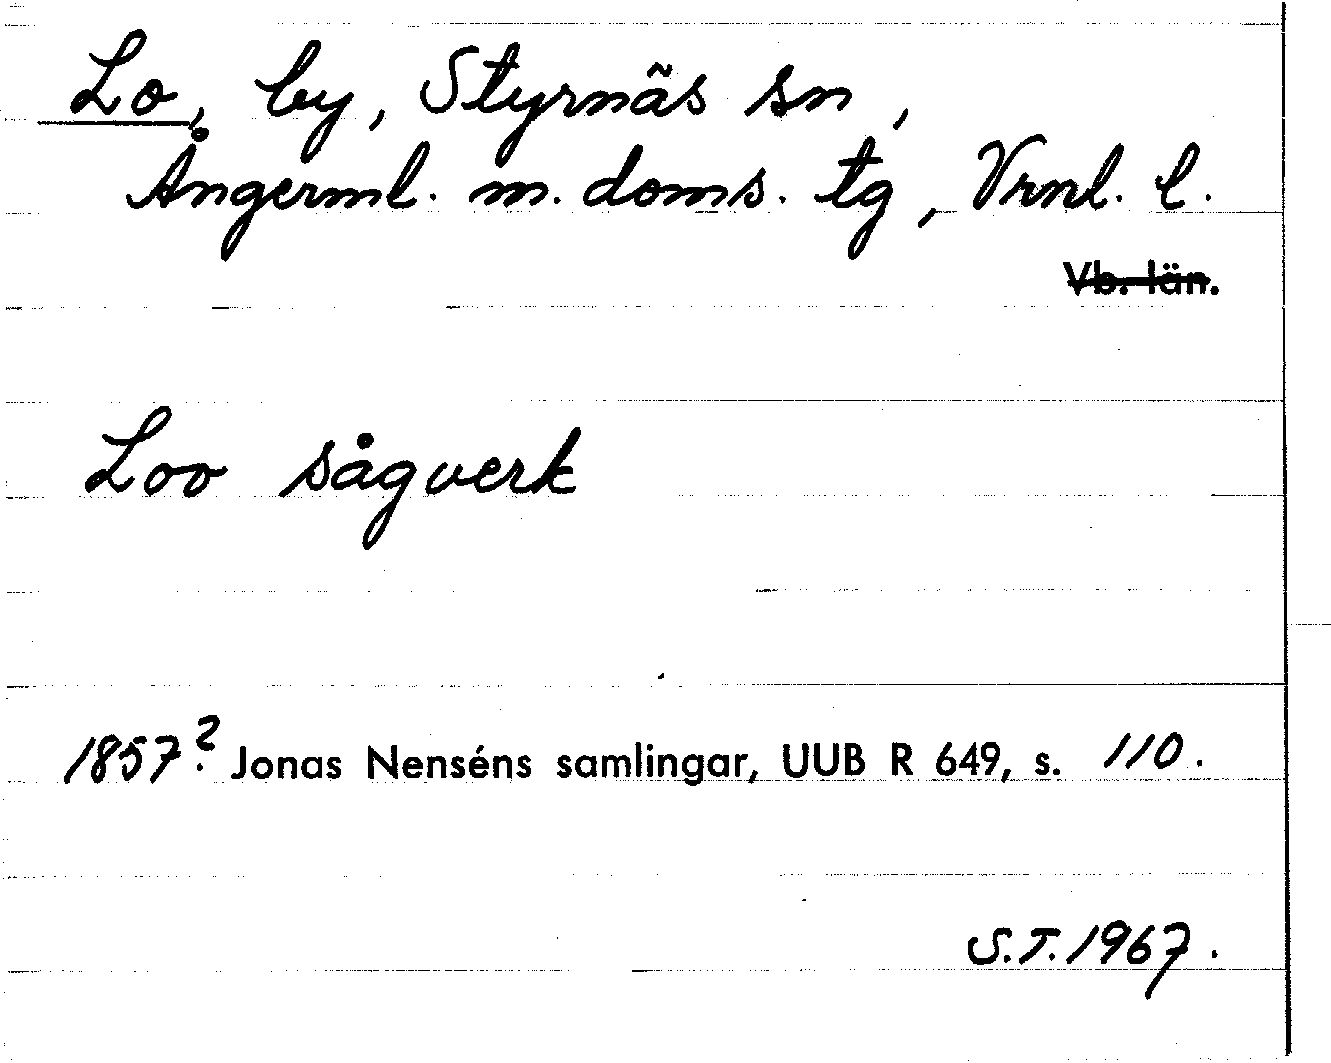 Lo, by, Styrnäs sn,
Ångerml. m. doms. tg, Vrnl. l.
Vb. län.
Loo sågverk
1857? Jonas Nenséns samlingar, UUB R 649, s. 110.
S.T. 1967.